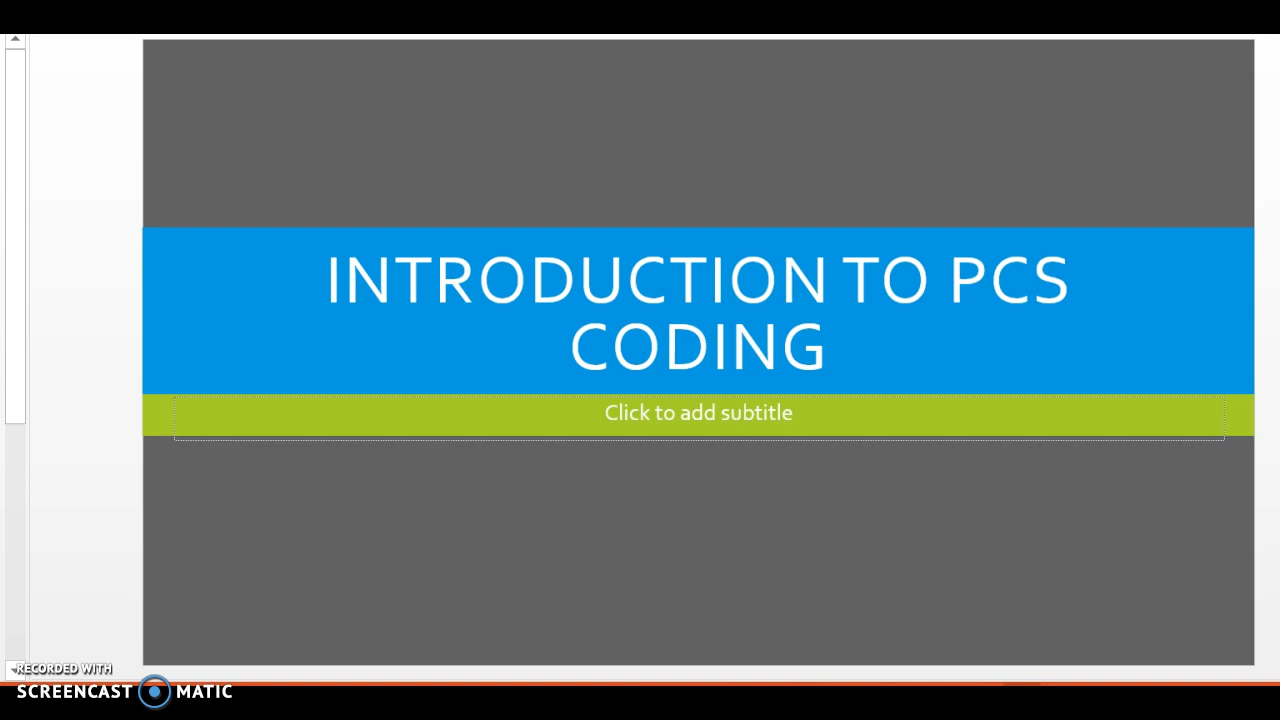 INTRODUCTION TO PCS
CODING
Click to add subtitle
RECORDED WITH
SCREENCAST MATIC